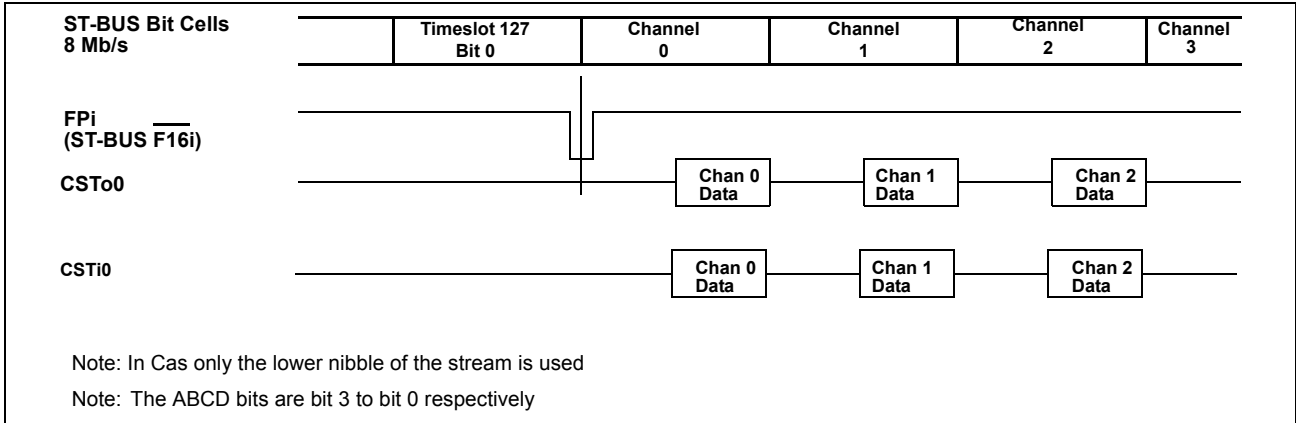 ST-BUS Bit Cells
8 Mb/s
Timeslot 127
Bit 0
Channel
0
Channel
1
Channel
2
Channel
3
FPi
(ST-BUS F16i)
CSTo0
Chan 0
Data
Chan 1
Data
Chan 2
Data
CSTi0
Chan 0
Data
Chan 1
Data
Chan 2
Data
Note: In Cas only the lower nibble of the stream is used
Note: The ABCD bits are bit 3 to bit 0 respectively